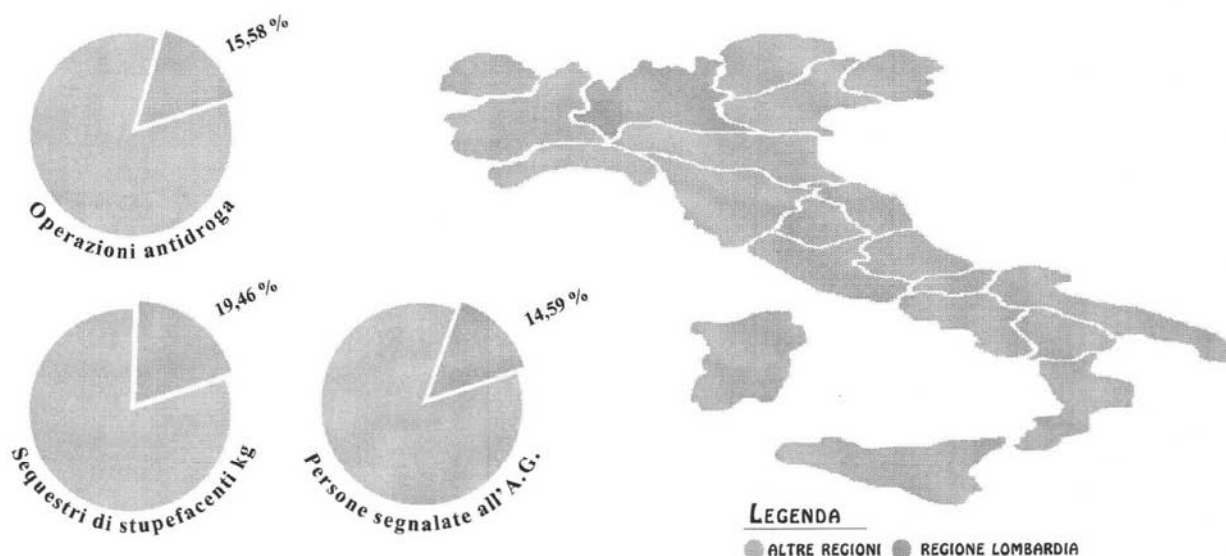 15,58 %
Operazioni antidroga
19,46 %
Sequestri di stupefacenti kg
14,59 %
Persone segnalate all'A.G.
LEGENDA
ALTRE REGIONI
REGIONE LOMBARDIA